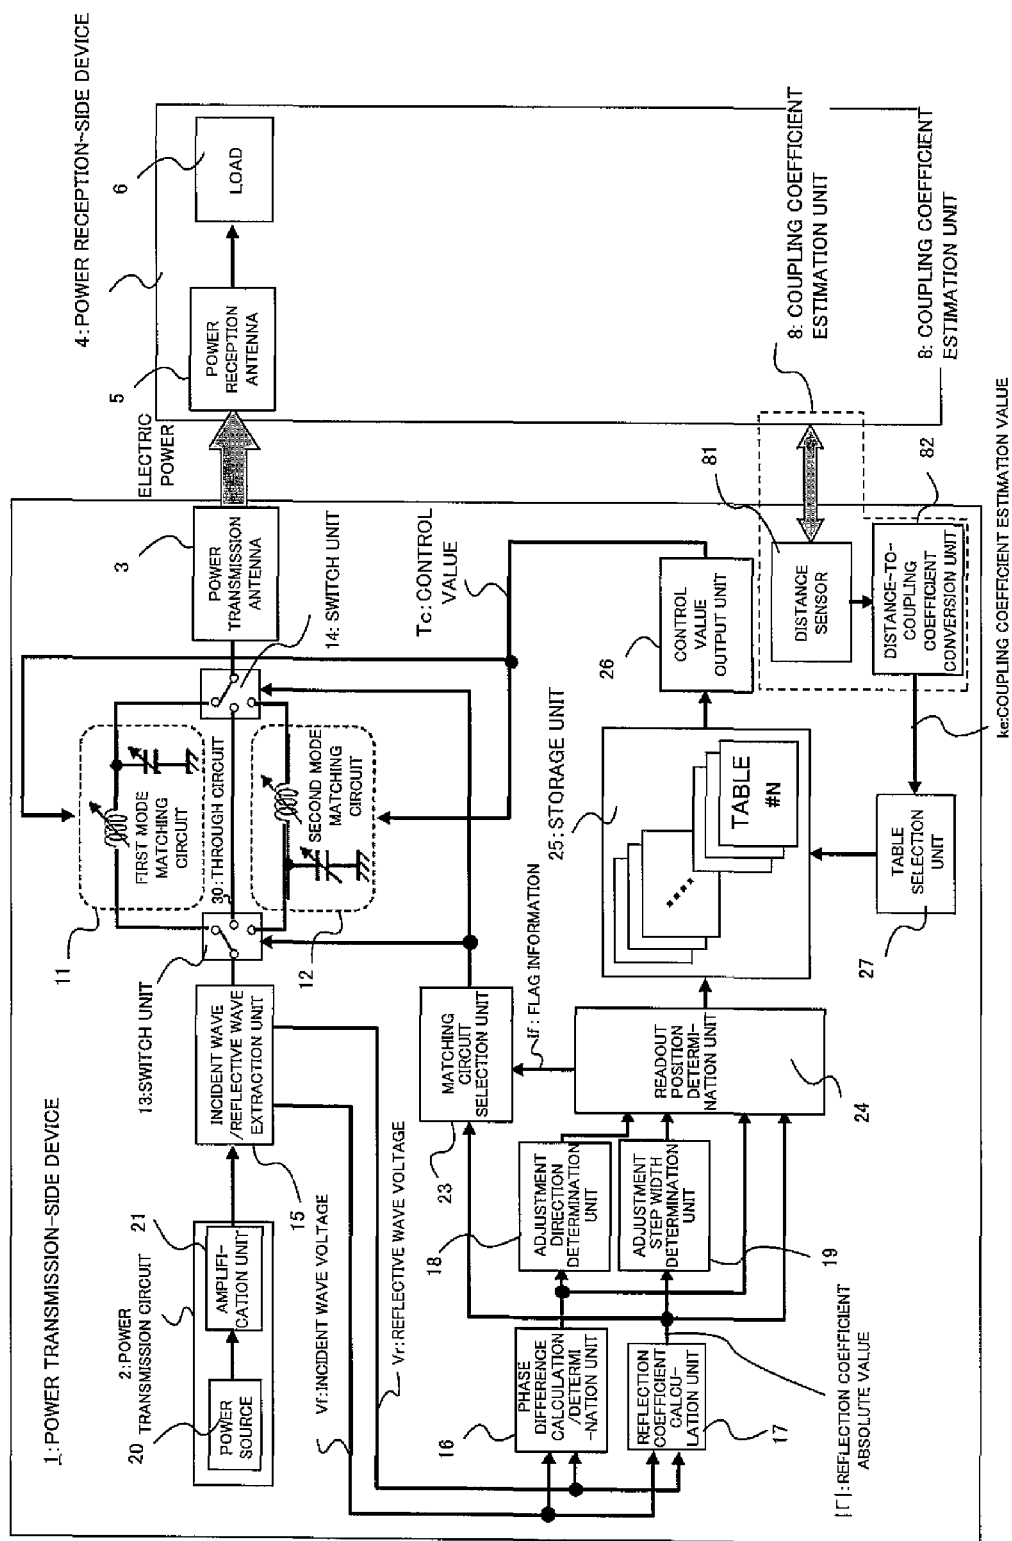 1:POWER TRANSMISSION-SIDE DEVICE
4:POWER RECEPTION-SIDE DEVICE
2:POWER
TRANSMISSION CIRCUIT
20
POWER
SOURCE
21
AMPLIFI-
CATION UNIT
15
INCIDENT WAVE
/REFLECTIVE WAVE
EXTRACTION UNIT
13:SWITCH UNIT
11
FIRST MODE
MATCHING
CIRCUIT
30:THROUGH CIRCUIT
12
SECOND MODE
MATCHING
CIRCUIT
14: SWITCH UNIT
3
POWER
TRANSMISSION
ANTENNA
ELECTRIC
POWER
5
POWER
RECEPTION
ANTENNA
6
LOAD
Vf:INCIDENT WAVE VOLTAGE
Vr:REFLECTIVE WAVE VOLTAGE
Tc:CONTROL
VALUE
23
MATCHING
CIRCUIT
SELECTION UNIT
If: FLAG INFORMATION
16
PHASE
DIFFERENCE
CALCULATION
/DETERMI
-NATION UNIT
18
ADJUSTMENT
DIRECTION
DETERMINATION
UNIT
17
REFLECTION
COEFFICIENT
CALCU-
LATION UNIT
19
ADJUSTMENT
STEP WIDTH
DETERMINATION
UNIT
24
READOUT
POSITION
DETERMI-
NATION UNIT
25:STORAGE UNIT
TABLE
#N
26
CONTROL
VALUE
OUTPUT UNIT
27
TABLE
SELECTION
UNIT
81
DISTANCE
SENSOR
82
DISTANCE-TO-
COUPLING
COEFFICIENT
CONVERSION UNIT
8: COUPLING COEFFICIENT
ESTIMATION UNIT
8: COUPLING COEFFICIENT
ESTIMATION UNIT
ke:COUPLING COEFFICIENT ESTIMATION VALUE
|Γ|:REFLECTION COEFFICIENT
ABSOLUTE VALUE